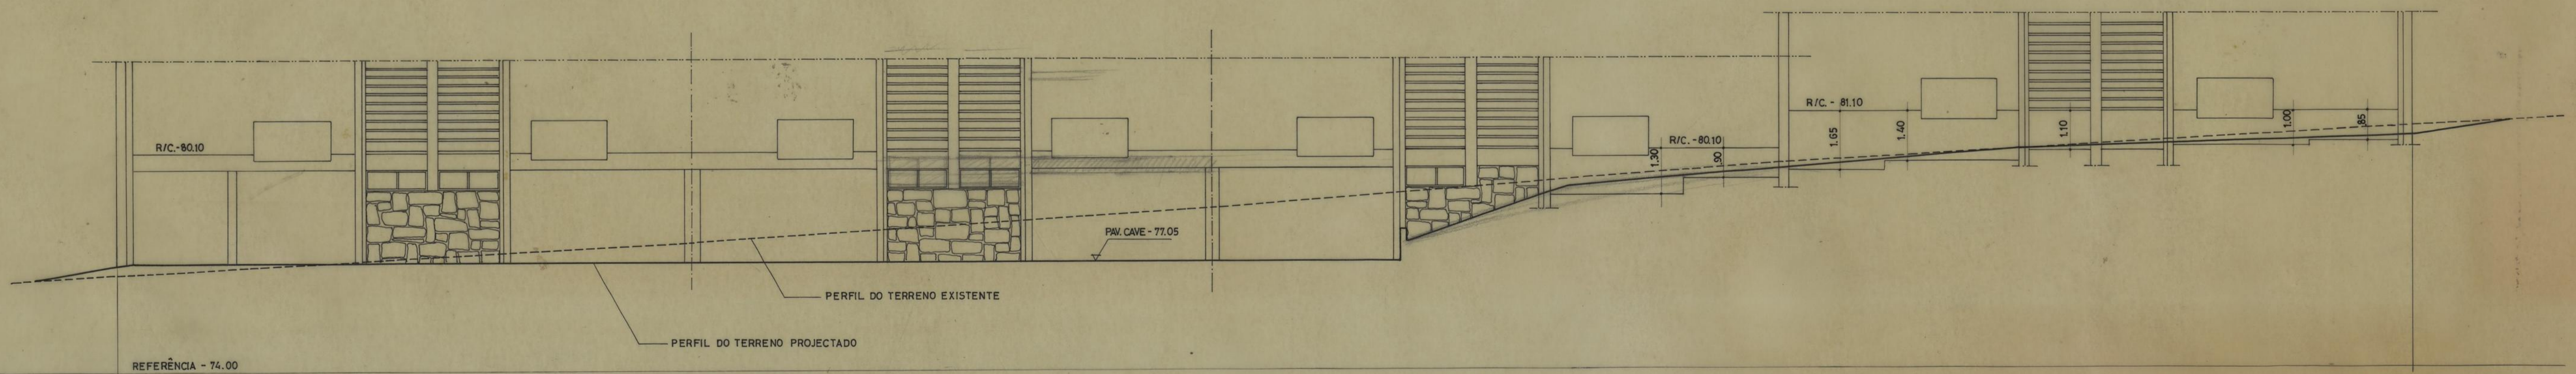 R/C.-80.10
R/C.-80.10
R/C. - 81.10
1.30
.90
1.65
1.40
1.10
1.00
.85
PAV. CAVE - 77.05
PERFIL DO TERRENO EXISTENTE
PERFIL DO TERRENO PROJECTADO
REFERÊNCIA - 74.00